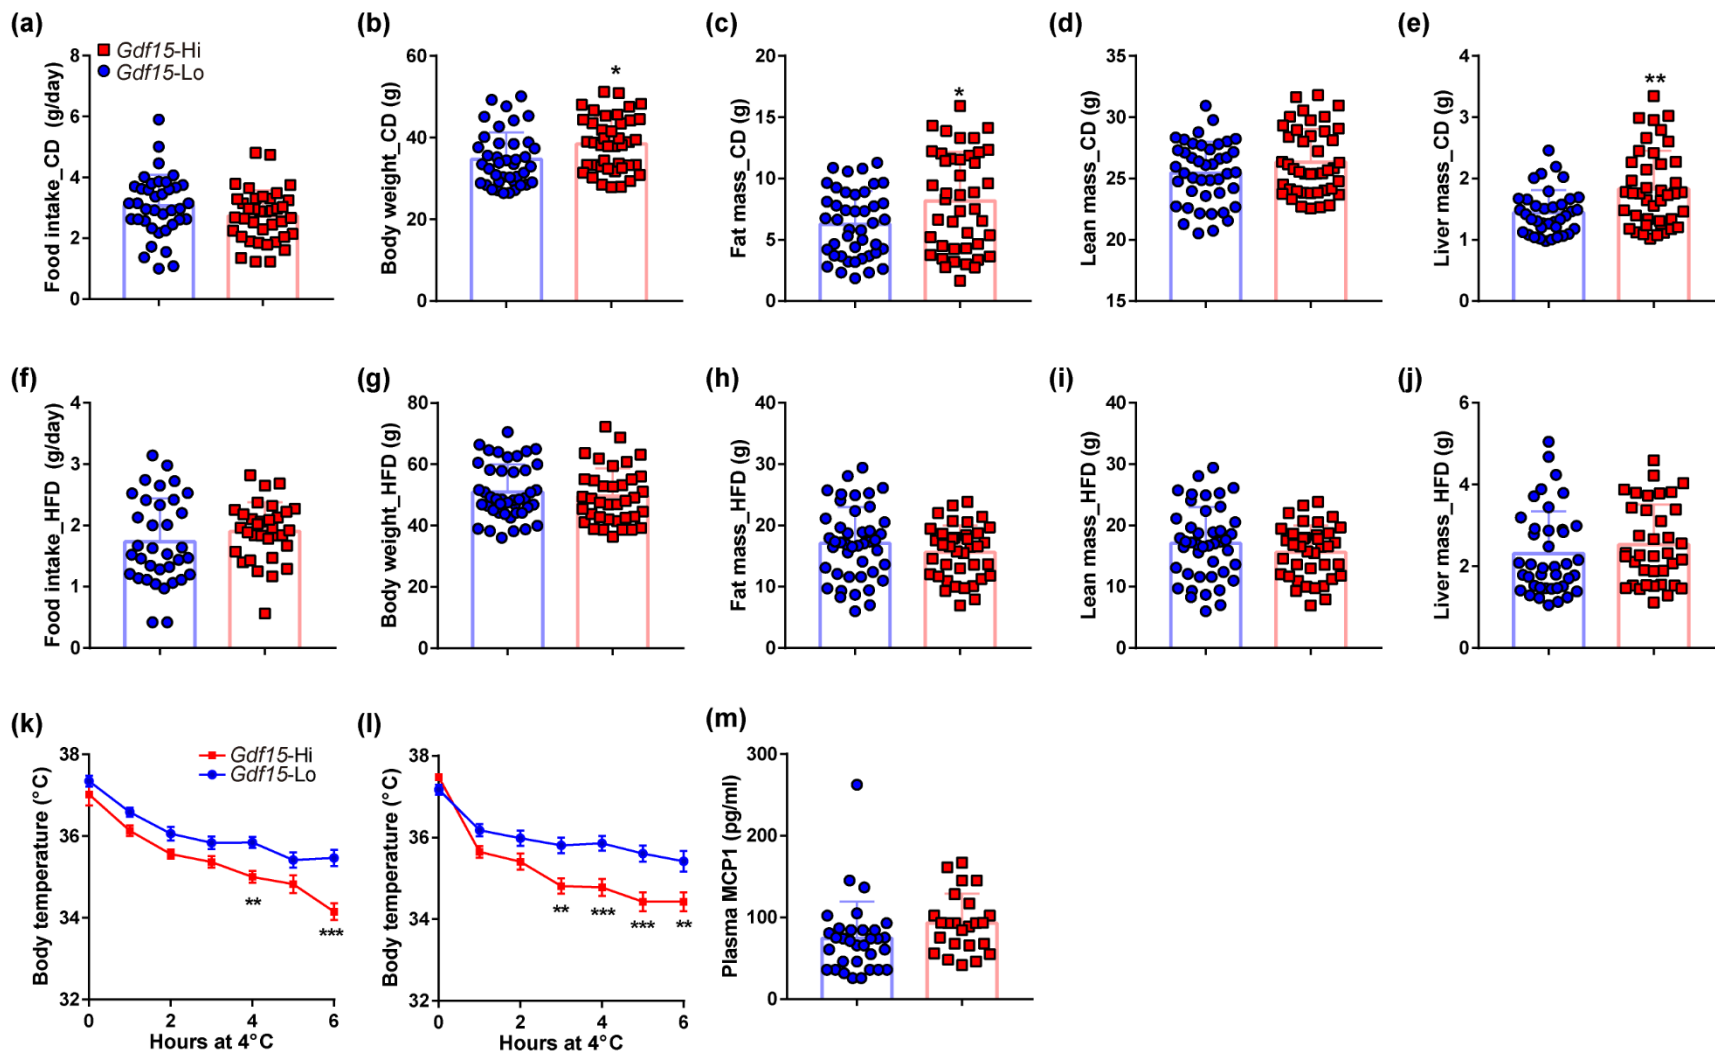 (a)
Food intake_CD (g/day)
8
6
4
2
0
Gdf15-Hi
Gdf15-Lo
(b)
Body weight_CD (g)
60
40
20
0
*
(c)
Fat mass_CD (g)
20
15
10
5
0
*
(d)
Lean mass_CD (g)
35
30
25
20
15
(e)
Liver mass_CD (g)
4
3
2
1
0
**
(f)
Food intake_HFD (g/day)
4
3
2
1
0
(g)
Body weight_HFD (g)
80
60
40
20
0
(h)
Fat mass_HFD (g)
40
30
20
10
0
(i)
Lean mass_HFD (g)
40
30
20
10
0
(j)
Liver mass_HFD (g)
6
4
2
0
(k)
Body temperature (°C)
38
36
34
32
Gdf15-Hi
Gdf15-Lo
**
***
0 2 4 6
Hours at 4°C
(l)
Body temperature (°C)
38
36
34
32
** *** *** **
0 2 4 6
Hours at 4°C
(m)
Plasma MCP1 (pg/ml)
300
200
100
0